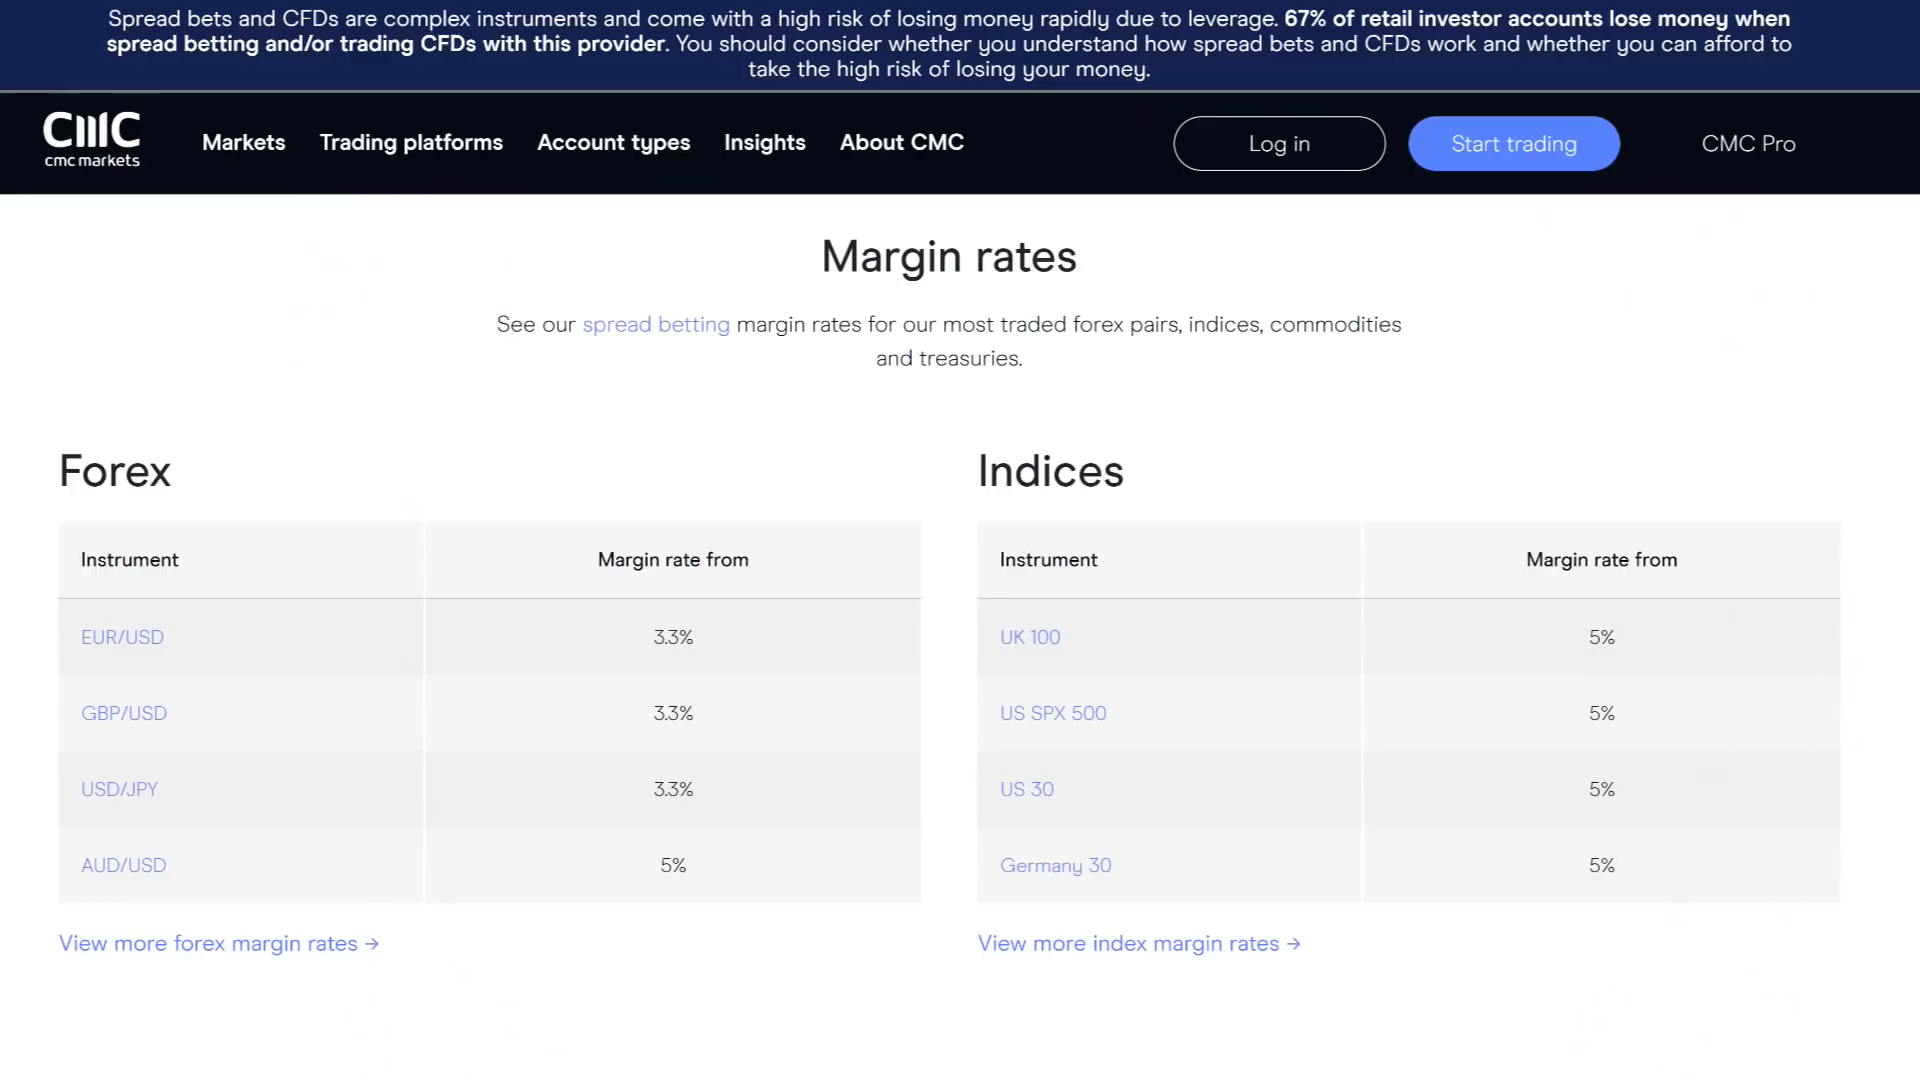 Spread bets and CFDs are complex instruments and come with a high risk of losing money rapidly due to leverage. 67% of retail investor accounts lose money when
spread betting and/or trading CFDs with this provider. You should consider whether you understand how spread bets and CFDs work and whether you can afford to
take the high risk of losing your money.
CMC
cmc markets
Markets
Trading platforms
Account types
Insights
About CMC
Log in
Start trading
CMC Pro
Margin rates
See our spread betting margin rates for our most traded forex pairs, indices, commodities
and treasuries.
Forex
Instrument
Margin rate from
EUR/USD
3.3%
GBP/USD
3.3%
USD/JPY
3.3%
AUD/USD
5%
View more forex margin rates →
Indices
Instrument
Margin rate from
UK 100
5%
US SPX 500
5%
US 30
5%
Germany 30
5%
View more index margin rates →